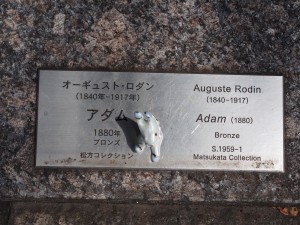 オーギュスト・ロダン
(1840年-1917年)
アダム
1880年
ブロンズ
松方コレクション
Auguste Rodin
(1840-1917)
Adam (1880)
Bronze
S.1959-1
Matsukata Collection